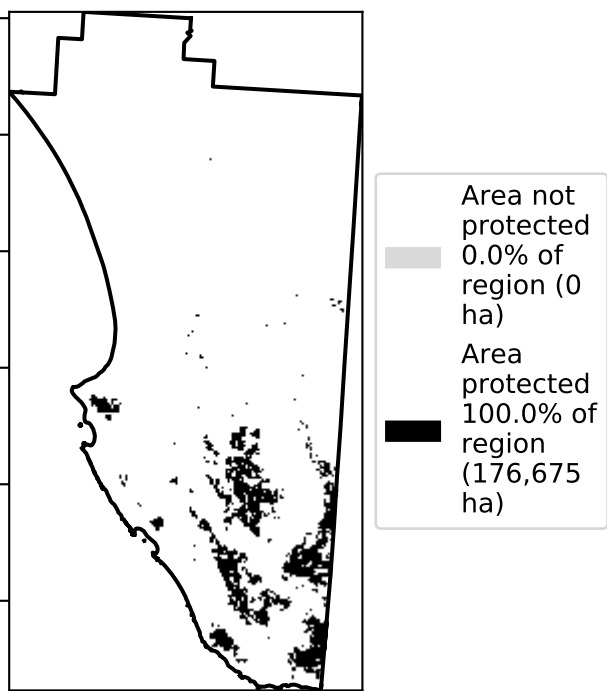 Area not
protected
0.0% of
region (0
ha)
Area
protected
100.0% of
region
(176,675
ha)